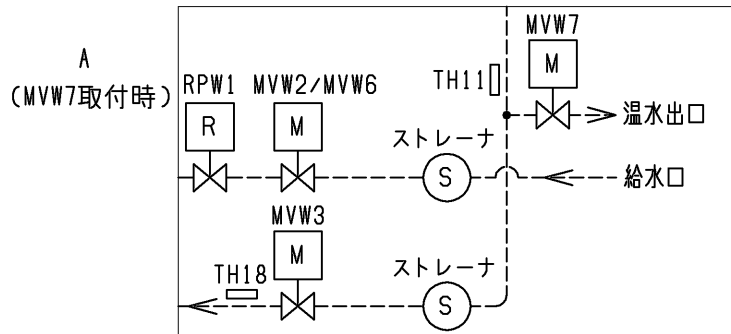 A
(MVW7取付時)
MVW7
M
TH11
温水出口
RPW1
R
MVW2/MVW6
M
ストレーナ
S
給水口
MVW3
M
TH18
ストレーナ
S